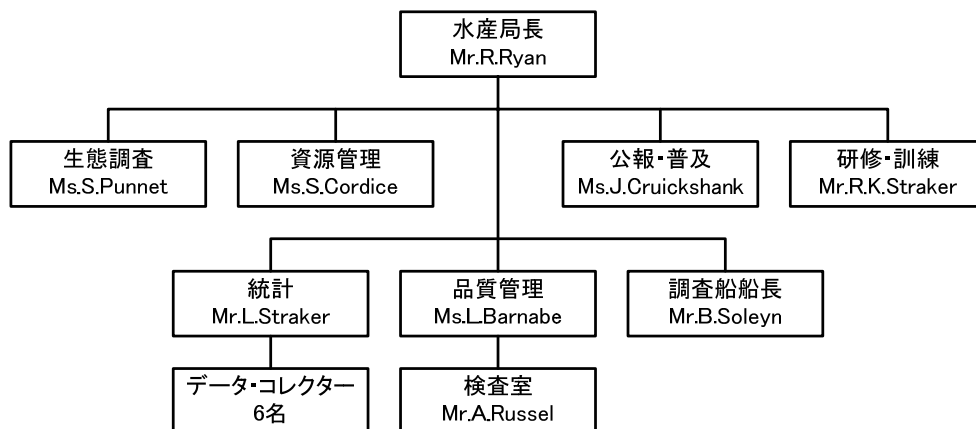 水産局長
Mr.R.Ryan
生態調査
Ms.S.Punnet
資源管理
Ms.S.Cordice
公報・普及
Ms.J.Cruickshank
研修・訓練
Mr.R.K.Straker
統計
Mr.L.Straker
品質管理
Ms.L.Barnabe
調査船船長
Mr.B.Soleyn
データ・コレクター
6名
検査室
Mr.A.Russel